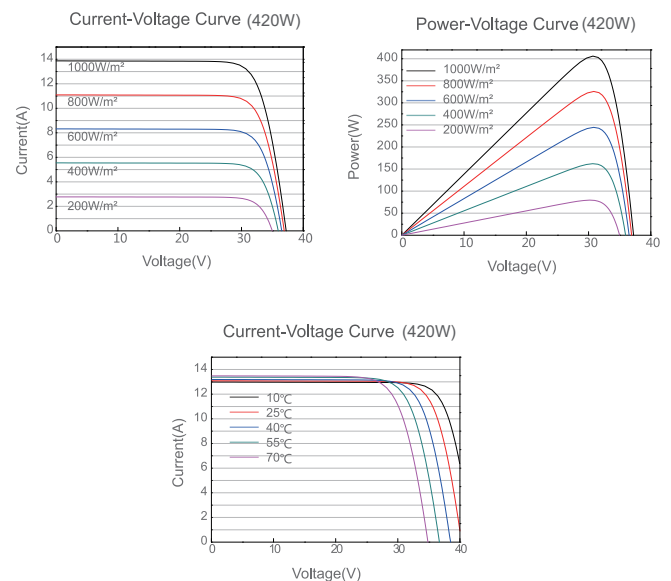 Current-Voltage Curve (420W)
14
12
10
8
6
4
2
0
1000W/m²
800W/m²
600W/m²
400W/m²
200W/m²
0
10
20
30
40
Current(A)
Voltage(V)
Power-Voltage Curve (420W)
400
350
300
250
200
150
100
50
0
1000W/m²
800W/m²
600W/m²
400W/m²
200W/m²
0
10
20
30
40
Power(W)
Voltage(V)
Current-Voltage Curve (420W)
14
13
12
10
8
6
4
2
0
10℃
25℃
40℃
55℃
70℃
0
10
20
30
40
Current(A)
Voltage(V)